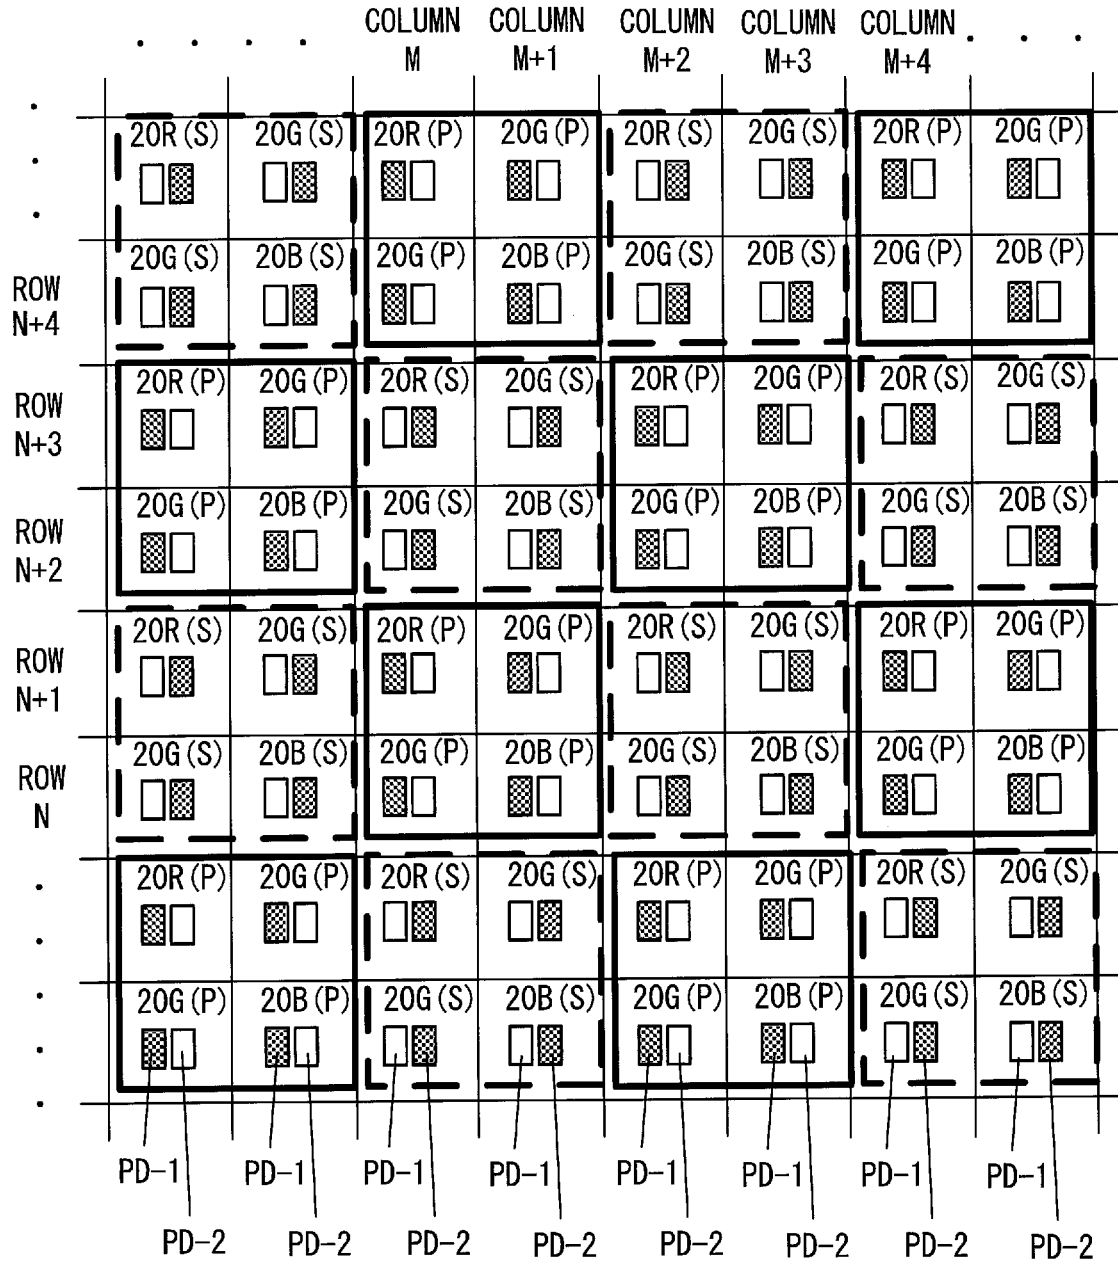 COLUMN M COLUMN M+1 COLUMN M+2 COLUMN M+3 COLUMN M+4
20R(S) 20G(S) 20R(P) 20G(P) 20R(S) 20G(S) 20R(P) 20G(P)
ROW N+4 20G(S) 20B(S) 20G(P) 20B(P) 20G(S) 20B(S) 20G(P) 20B(P)
ROW N+3 20R(P) 20G(P) 20R(S) 20G(S) 20R(P) 20G(P) 20R(S) 20G(S)
ROW N+2 20G(P) 20B(P) 20G(S) 20B(S) 20G(P) 20B(P) 20G(S) 20B(S)
ROW N+1 20R(S) 20G(S) 20R(P) 20G(P) 20R(S) 20G(S) 20R(P) 20G(P)
ROW N 20G(S) 20B(S) 20G(P) 20B(P) 20G(S) 20B(S) 20G(P) 20B(P)
20R(P) 20G(P) 20R(S) 20G(S) 20R(P) 20G(P) 20R(S) 20G(S)
20G(P) 20B(P) 20G(S) 20B(S) 20G(P) 20B(P) 20G(S) 20B(S)
PD-1 PD-1 PD-1 PD-1 PD-1 PD-1 PD-1 PD-1
PD-2 PD-2 PD-2 PD-2 PD-2 PD-2 PD-2 PD-2